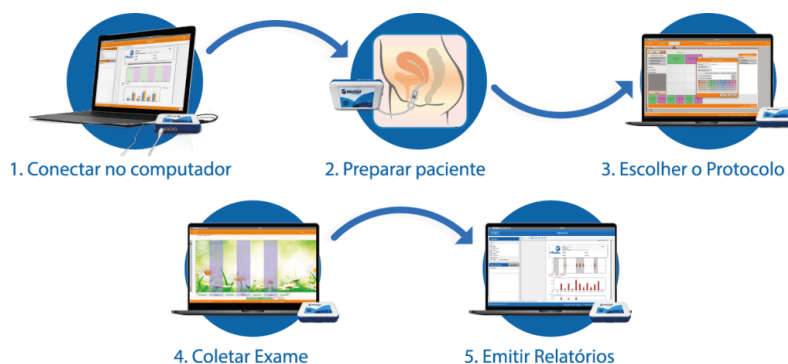 1. Conectar no computador
2. Preparar paciente
3. Escolher o Protocolo
4. Coletar Exame
5. Emitir Relatórios